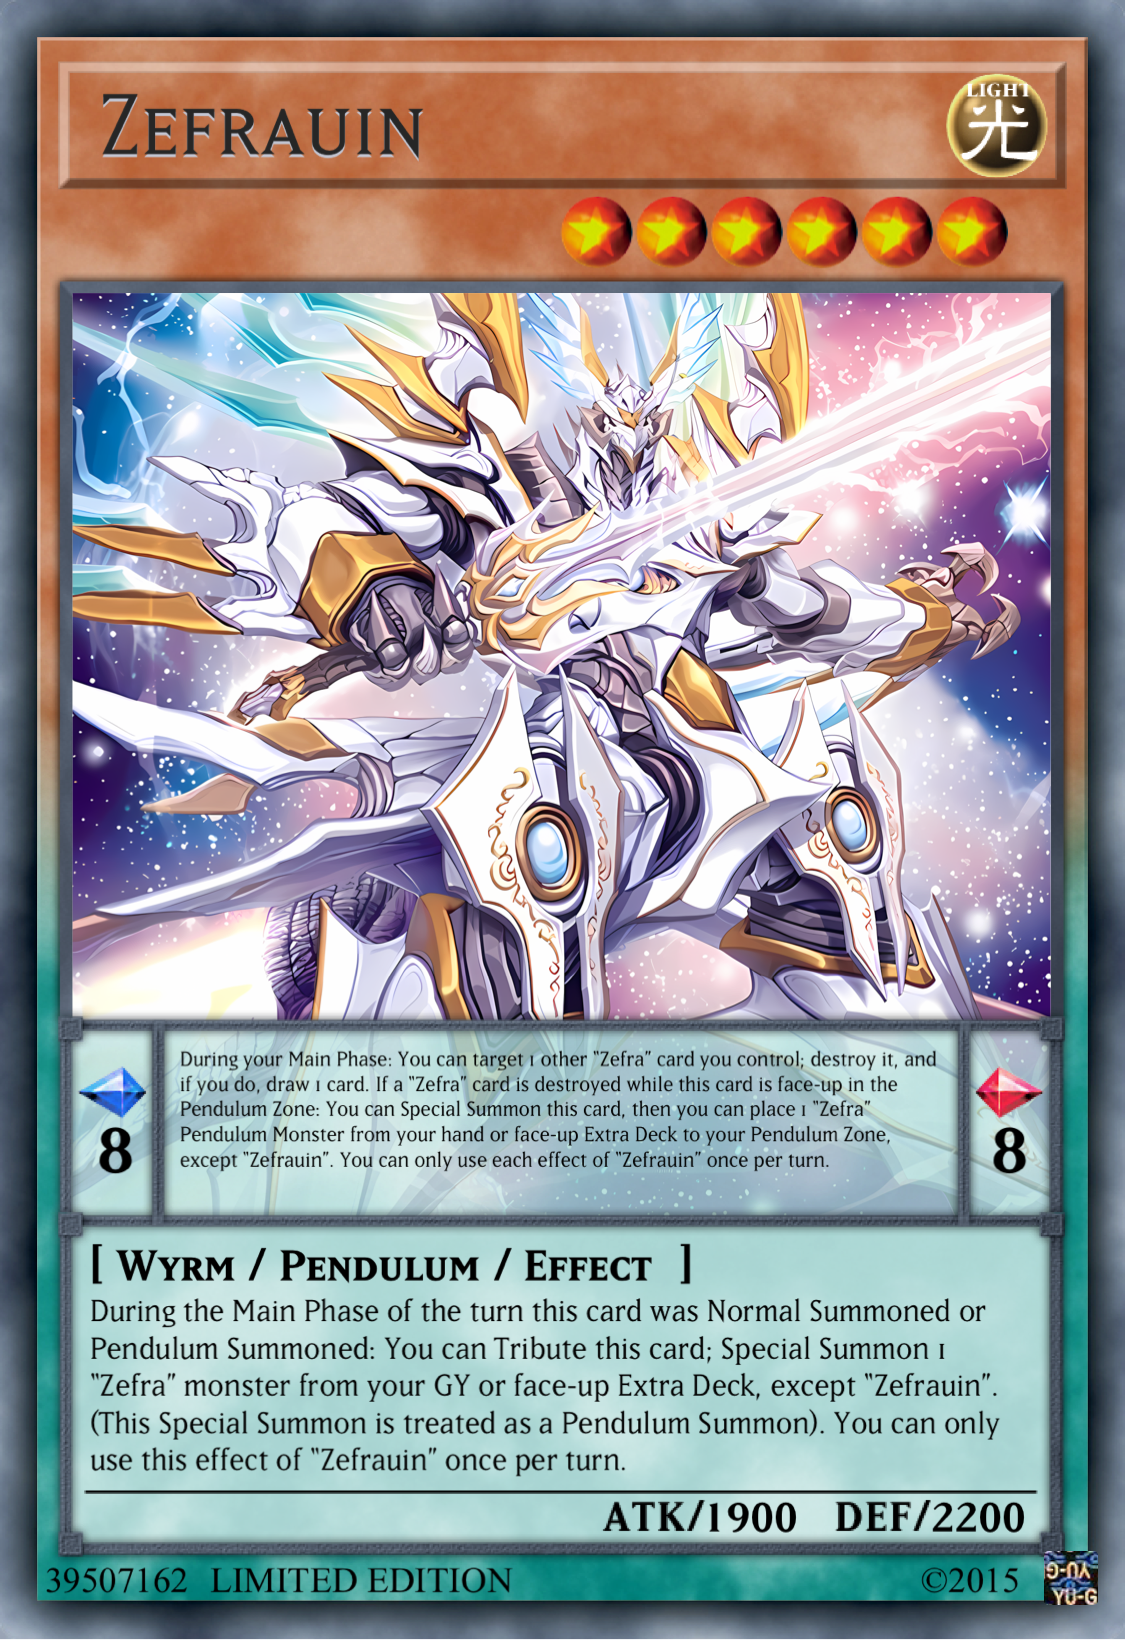 Zefrauin
LIGHT
光
During your Main Phase: You can target 1 other "Zefra" card you control; destroy it, and
if you do, draw 1 card. If a "Zefra" card is destroyed while this card is face-up in the
Pendulum Zone: You can Special Summon this card, then you can place 1 "Zefra"
Pendulum Monster from your hand or face-up Extra Deck to your Pendulum Zone,
except "Zefrauin". You can only use each effect of "Zefrauin" once per turn.
8
8
[ Wyrm / Pendulum / Effect ]
During the Main Phase of the turn this card was Normal Summoned or
Pendulum Summoned: You can Tribute this card; Special Summon 1
"Zefra" monster from your GY or face-up Extra Deck, except "Zefrauin".
(This Special Summon is treated as a Pendulum Summon). You can only
use this effect of "Zefrauin" once per turn.
ATK/1900 DEF/2200
39507162 LIMITED EDITION
©2015
YU-G
YU-G